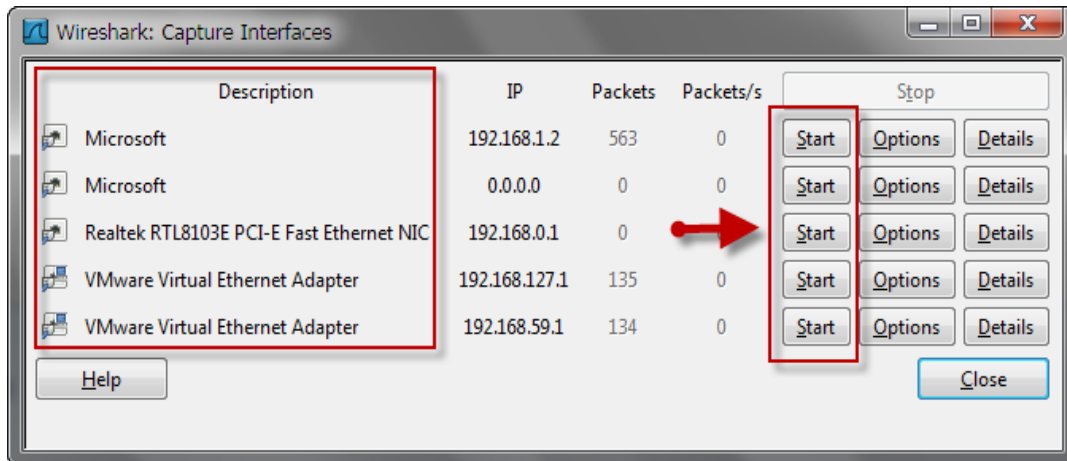 Wireshark: Capture Interfaces
Description IP Packets Packets/s Stop
Microsoft 192.168.1.2 563 0 Start Options Details
Microsoft 0.0.0.0 0 0 Start Options Details
Realtek RTL8103E PCI-E Fast Ethernet NIC 192.168.0.1 0 Start Options Details
VMware Virtual Ethernet Adapter 192.168.127.1 135 0 Start Options Details
VMware Virtual Ethernet Adapter 192.168.59.1 134 0 Start Options Details
Help Close